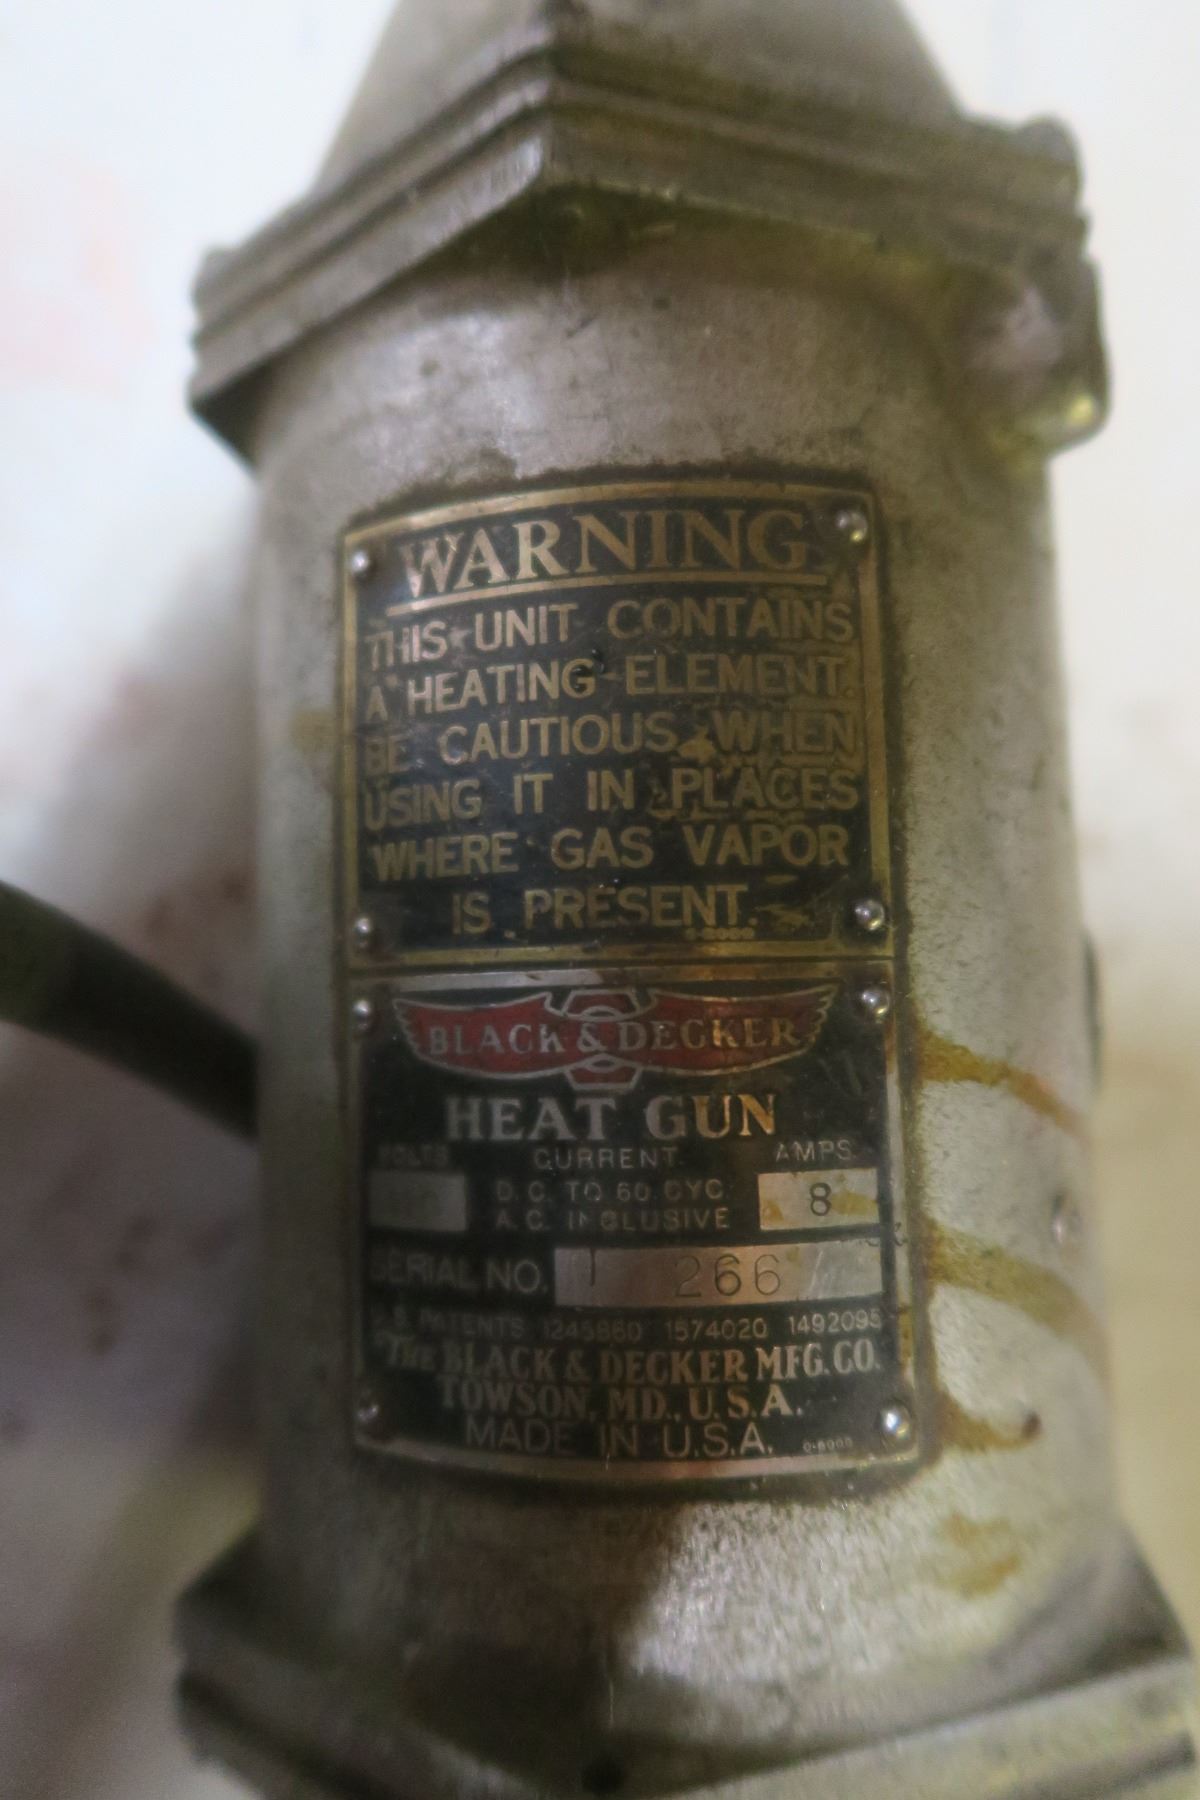 WARNING
THIS UNIT CONTAINS
A HEATING ELEMENT.
BE CAUTIOUS WHEN
USING IT IN PLACES
WHERE GAS VAPOR
IS PRESENT.
BLACK & DECKER
HEAT GUN
VOLTS CURRENT AMPS
D.C. TO 60 CYC. 8
A.C. INCLUSIVE
SERIAL NO. 266
PATENTS 1245860 1574020 1492095
THE BLACK & DECKER MFG. CO.
TOWSON, MD., U.S.A.
MADE IN U.S.A.